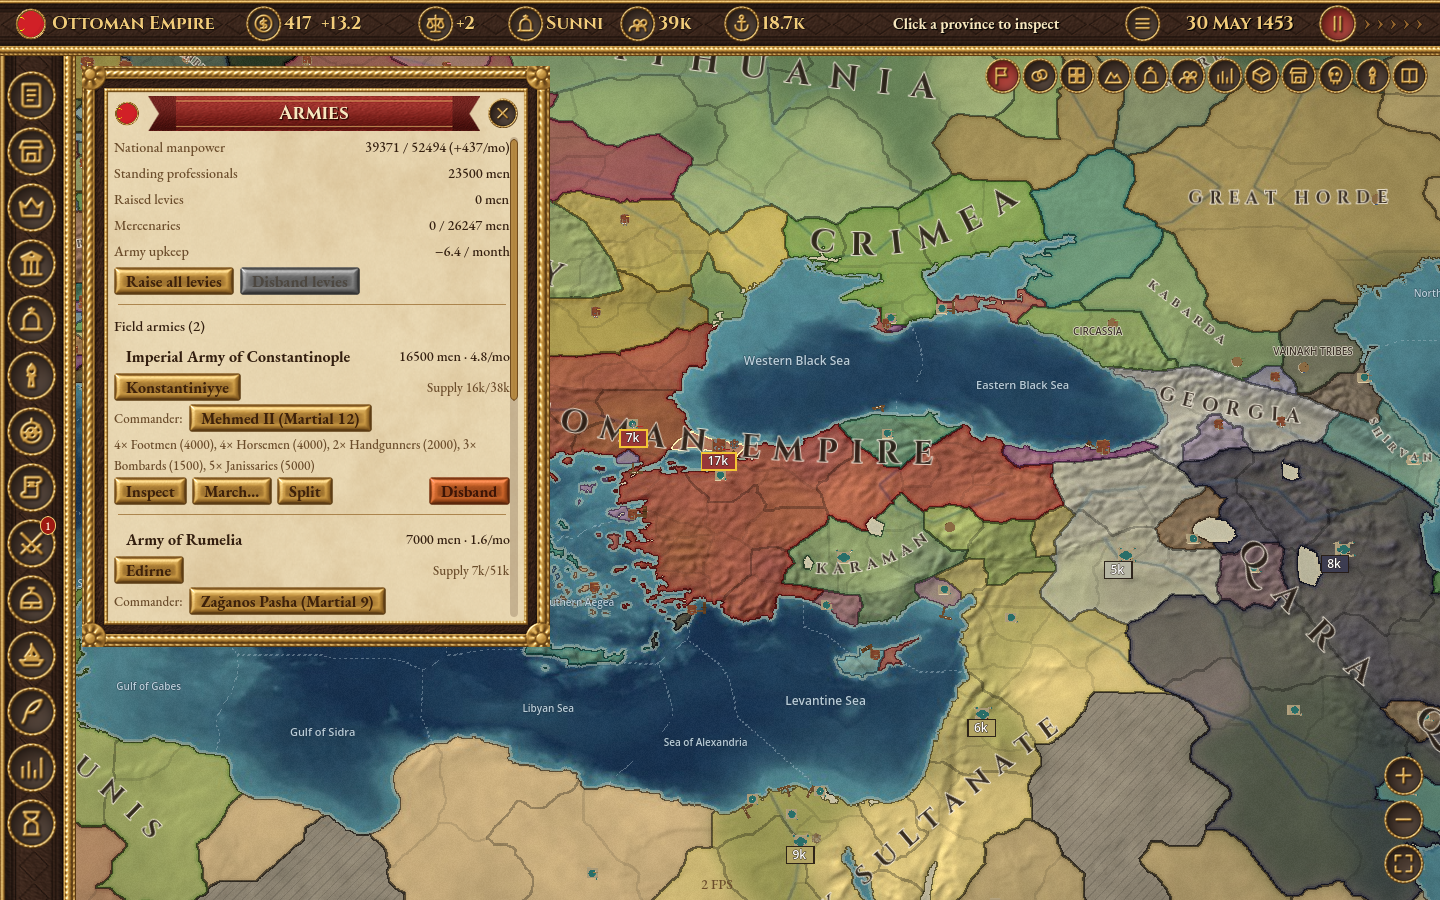 OTTOMAN EMPIRE
417 +13.2
+2
SUNNI
39K
18.7K
Click a province to inspect
30 MAY 1453
ARMIES
National manpower 39371 / 52494 (+437/mo)
Standing professionals 23500 men
Raised levies 0 men
Mercenaries 0 / 26247 men
Army upkeep −6.4 / month
Raise all levies Disband levies
Field armies (2)
Imperial Army of Constantinople 16500 men · 4.8/mo
Konstantiniyye Supply 16k/38k
Commander: Mehmed II (Martial 12)
4× Footmen (4000), 4× Horsemen (4000), 2× Handgunners (2000), 3×
Bombards (1500), 5× Janissaries (5000)
Inspect March... Split Disband
1
Army of Rumelia 7000 men · 1.6/mo
Edirne Supply 7k/51k
Commander: Zağanos Pasha (Martial 9)
THUANIA
GREAT HORDE
CRIMEA
KABARDA
North
CIRCASSIA
VAINAKH TRIBES
Western Black Sea
Eastern Black Sea
GEORGIA
SHIRVAN
OMAN EMPIRE
7k
17k
KARAMAN
5k
8k
QARA Q
Gulf of Gabes
Gulf of Sidra
Libyan Sea
Levantine Sea
Sea of Alexandria
6k
SULTANATE
UNIS
9k
2 FPS